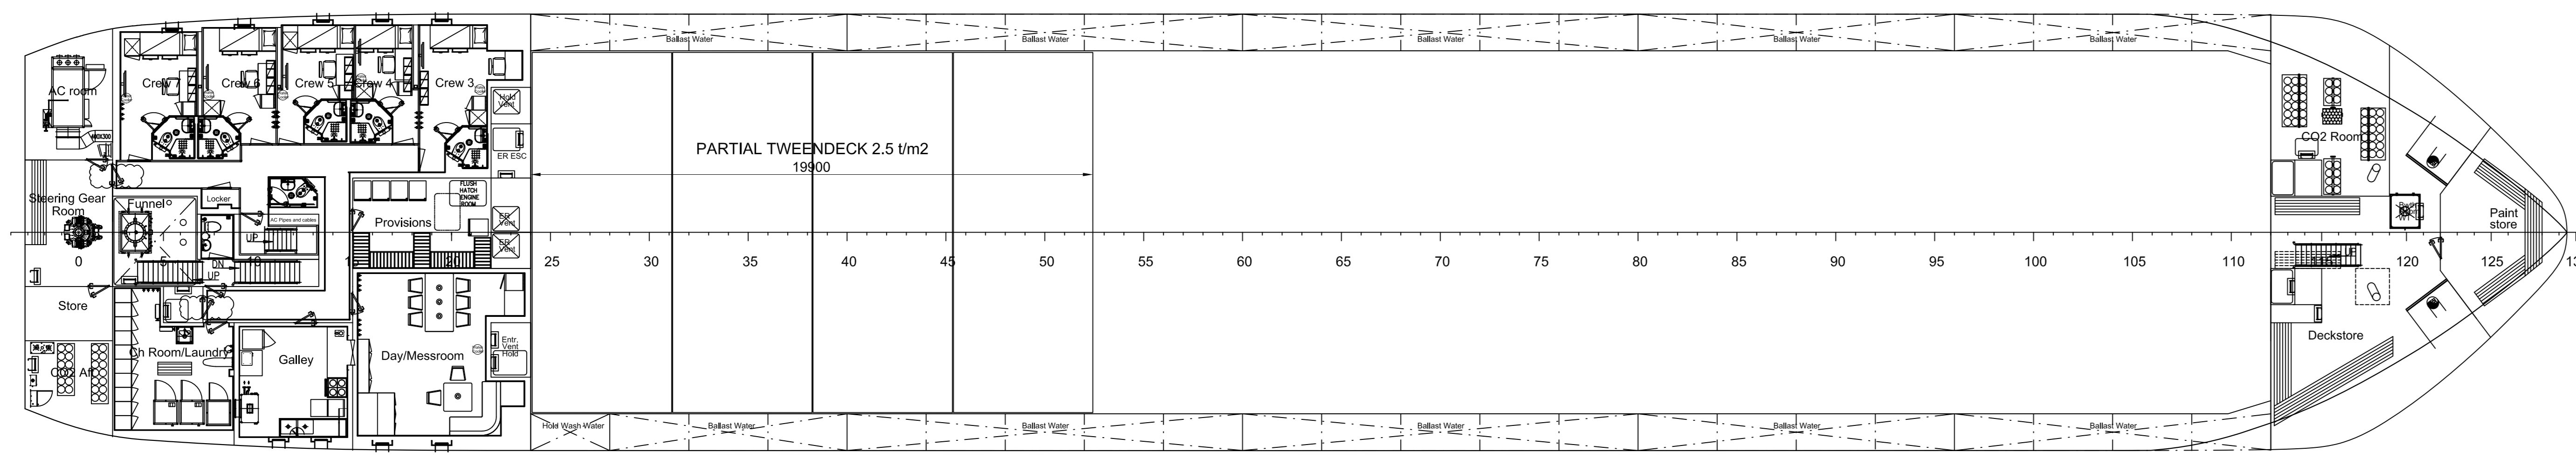 Ballast Water
Ballast Water
Ballast Water
Ballast Water
Ballast Water
AC room
Crew 7
Crew 6
Crew 5
Crew 4
Crew 3
Hold
Vent
ER ESC
CO2 Room
PARTIAL TWEENDECK 2.5 t/m2
19900
Steering Gear
Room
Funnel
Locker
AC Pipes and cables
FLUSH
HATCH
ENGINE
ROOM
Provisions
ER
Vent
ER
Vent
Paint
store
UP
DN
UP
0
5
10
15
20
25
30
35
40
45
50
55
60
65
70
75
80
85
90
95
100
105
110
115
120
125
Store
CO2 Aft
Ch Room/Laundry
Galley
Day/Messroom
Entr.
Vent
Hold
Deckstore
Hold Wash Water
Ballast Water
Ballast Water
Ballast Water
Ballast Water
Ballast Water